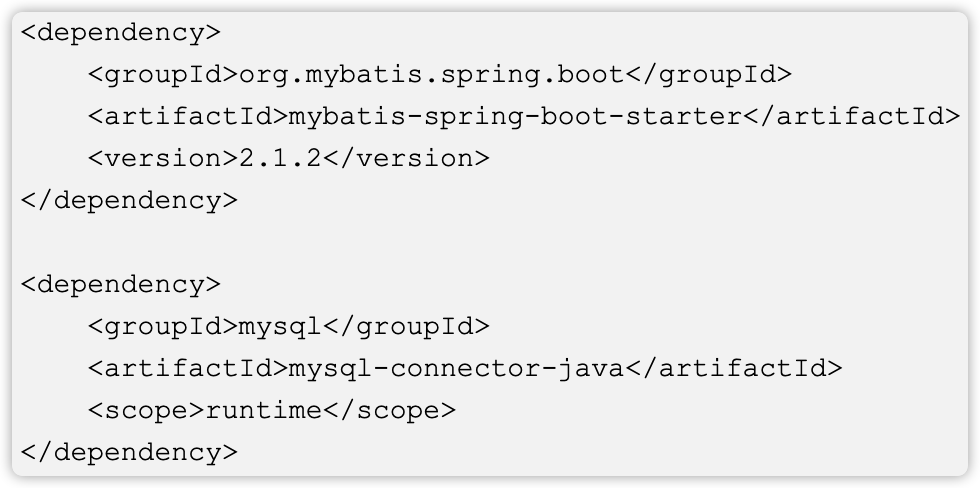 <dependency>
    <groupId>org.mybatis.spring.boot</groupId>
    <artifactId>mybatis-spring-boot-starter</artifactId>
    <version>2.1.2</version>
</dependency>

<dependency>
    <groupId>mysql</groupId>
    <artifactId>mysql-connector-java</artifactId>
    <scope>runtime</scope>
</dependency>